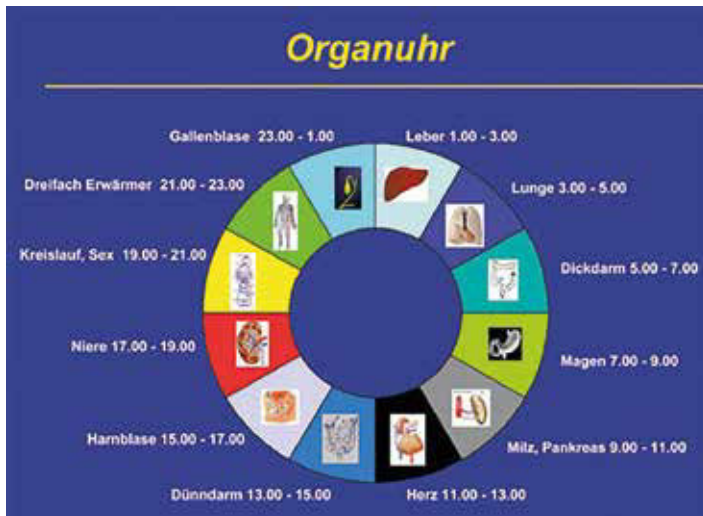 Organuhr
Gallenblase 23.00 - 1.00
Leber 1.00 - 3.00
Dreifach Erwärmer 21.00 - 23.00
Lunge 3.00 - 5.00
Kreislauf, Sex 19.00 - 21.00
Dickdarm 5.00 - 7.00
Niere 17.00 - 19.00
Magen 7.00 - 9.00
Harnblase 15.00 - 17.00
Milz, Pankreas 9.00 - 11.00
Dünndarm 13.00 - 15.00
Herz 11.00 - 13.00